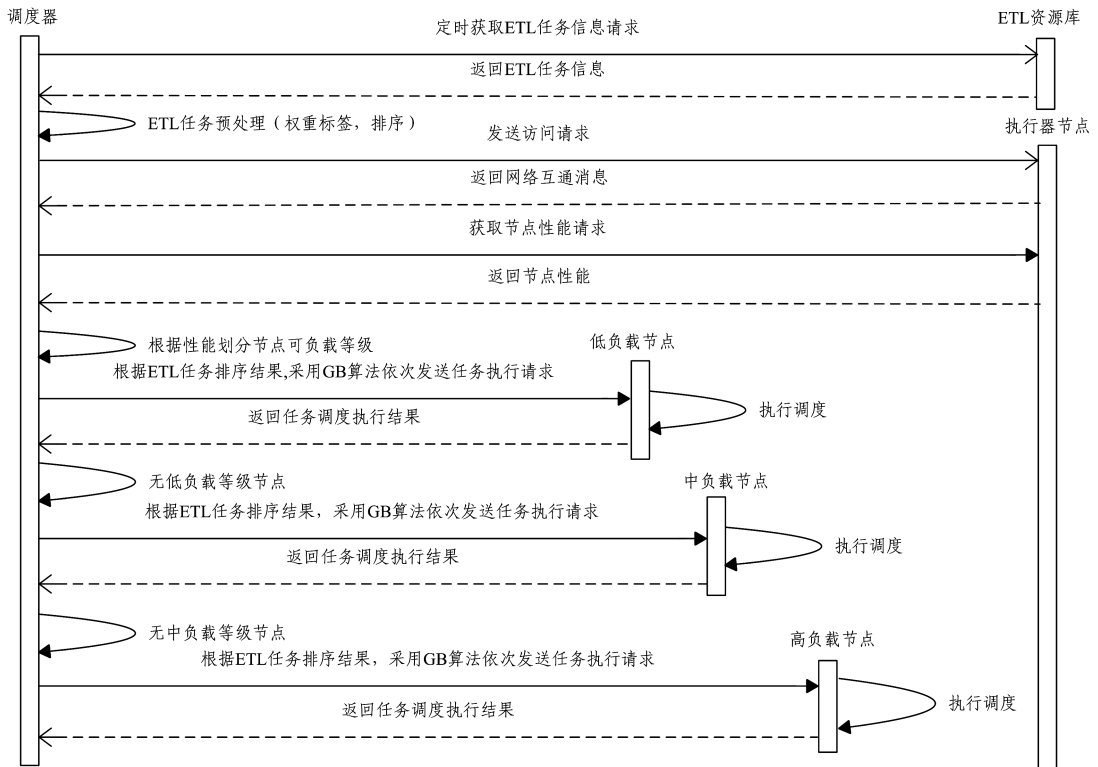 调度器
ETL资源库
定时获取ETL任务信息请求
返回ETL任务信息
ETL任务预处理（权重标签，排序）
执行器节点
发送访问请求
返回网络互通消息
获取节点性能请求
返回节点性能
根据性能划分节点可负载等级
低负载节点
根据ETL任务排序结果,采用GB算法依次发送任务执行请求
执行调度
返回任务调度执行结果
无低负载等级节点
中负载节点
根据ETL任务排序结果，采用GB算法依次发送任务执行请求
执行调度
返回任务调度执行结果
无中负载等级节点
高负载节点
根据ETL任务排序结果，采用GB算法依次发送任务执行请求
执行调度
返回任务调度执行结果